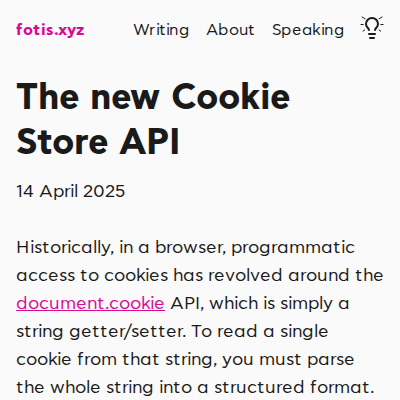 fotis.xyz Writing About Speaking
The new Cookie
Store API
14 April 2025
Historically, in a browser, programmatic
access to cookies has revolved around the
document.cookie API, which is simply a
string getter/setter. To read a single
cookie from that string, you must parse
the whole string into a structured format.